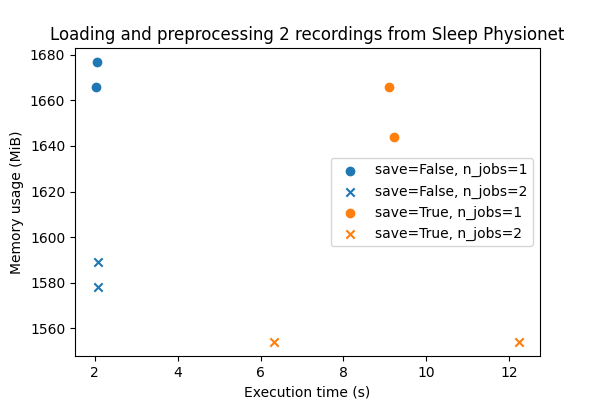 Loading and preprocessing 2 recordings from Sleep Physionet
Memory usage (MiB)
1680
1660
1640
1620
1600
1580
1560
save=False, n_jobs=1
save=False, n_jobs=2
save=True, n_jobs=1
save=True, n_jobs=2
2 4 6 8 10 12
Execution time (s)